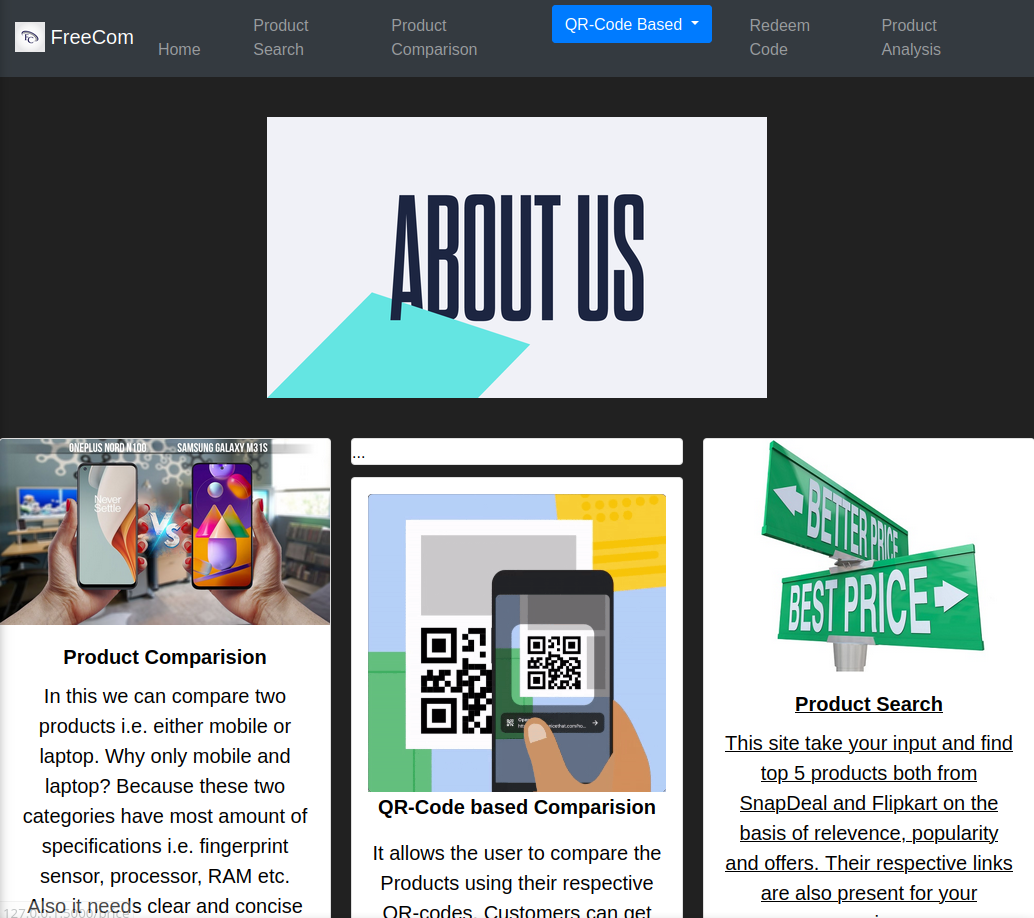 FreeCom
Home
Product
Search
Product
Comparison
QR-Code Based
Redeem
Code
Product
Analysis
ABOUT US
ONEPLUS NORD N100
SAMSUNG GALAXY M31S
Never
Settle
VS
Product Comparision
In this we can compare two
products i.e. either mobile or
laptop. Why only mobile and
laptop? Because these two
categories have most amount of
specifications i.e. fingerprint
sensor, processor, RAM etc.
Also it needs clear and concise
...
QR-Code based Comparision
It allows the user to compare the
Products using their respective
QR-codes. Customers can get
BETTER PRICE
BEST PRICE
Product Search
This site take your input and find
top 5 products both from
SnapDeal and Flipkart on the
basis of relevence, popularity
and offers. Their respective links
are also present for your
127.0.0.1:5000/price